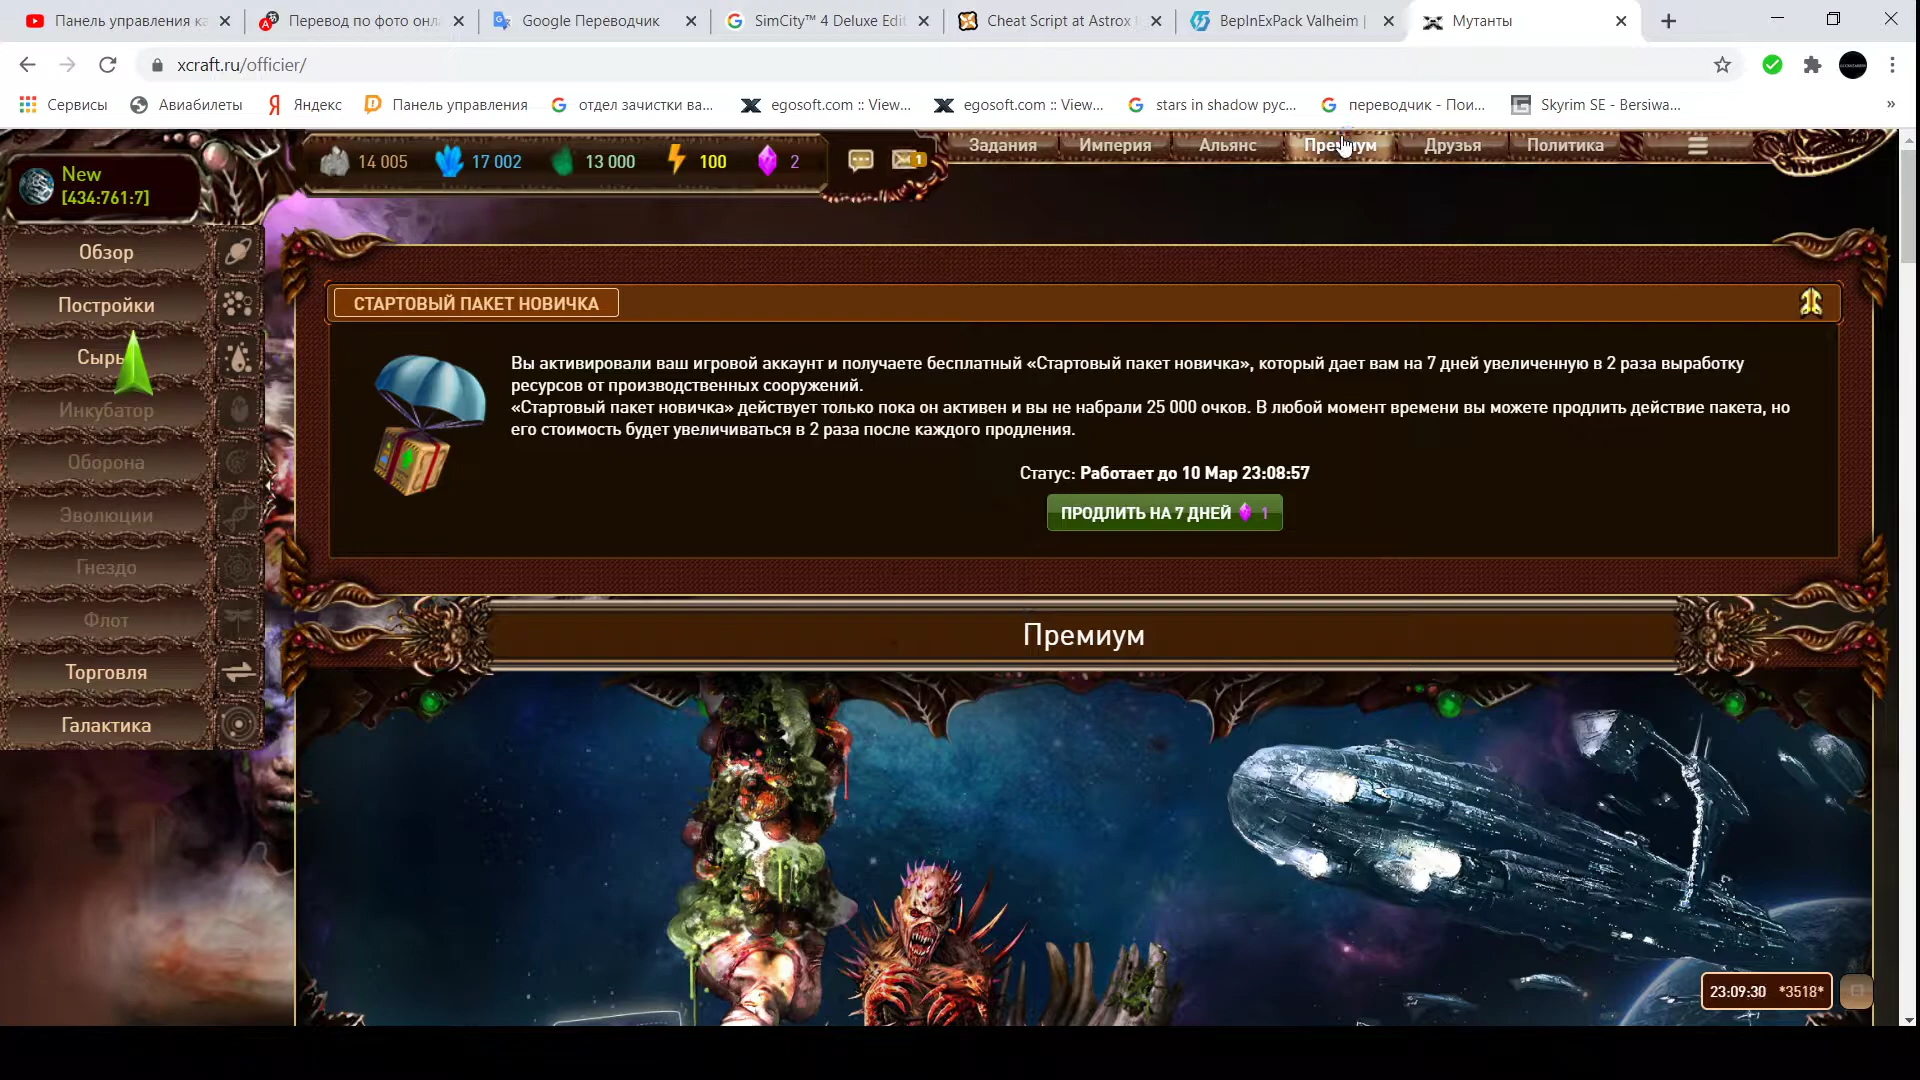 Панель управления ка
Перевод по фото онл
Google Переводчик
SimCity™ 4 Deluxe Edit
Cheat Script at Astrox
BepInExPack Valheim |
Мутанты
xcraft.ru/officier/
Сервисы
Авиабилеты
Яндекс
Панель управления
отдел зачистки ва...
egosoft.com :: View...
egosoft.com :: View...
stars in shadow рус...
переводчик - Пои...
Skyrim SE - Bersiwa...
»
New
[434:761:7]
14 005
17 002
13 000
100
2
1
Задания
Империя
Альянс
Премиум
Друзья
Политика
Обзор
Постройки
Сырь
Инкубатор
Оборона
Эволюции
Гнездо
Флот
Торговля
Галактика
СТАРТОВЫЙ ПАКЕТ НОВИЧКА
Вы активировали ваш игровой аккаунт и получаете бесплатный «Стартовый пакет новичка», который дает вам на 7 дней увеличенную в 2 раза выработку
ресурсов от производственных сооружений.
«Стартовый пакет новичка» действует только пока он активен и вы не набрали 25 000 очков. В любой момент времени вы можете продлить действие пакета, но
его стоимость будет увеличиваться в 2 раза после каждого продления.
Статус: Работает до 10 Мар 23:08:57
ПРОДЛИТЬ НА 7 ДНЕЙ 1
Премиум
23:09:30 *3518*